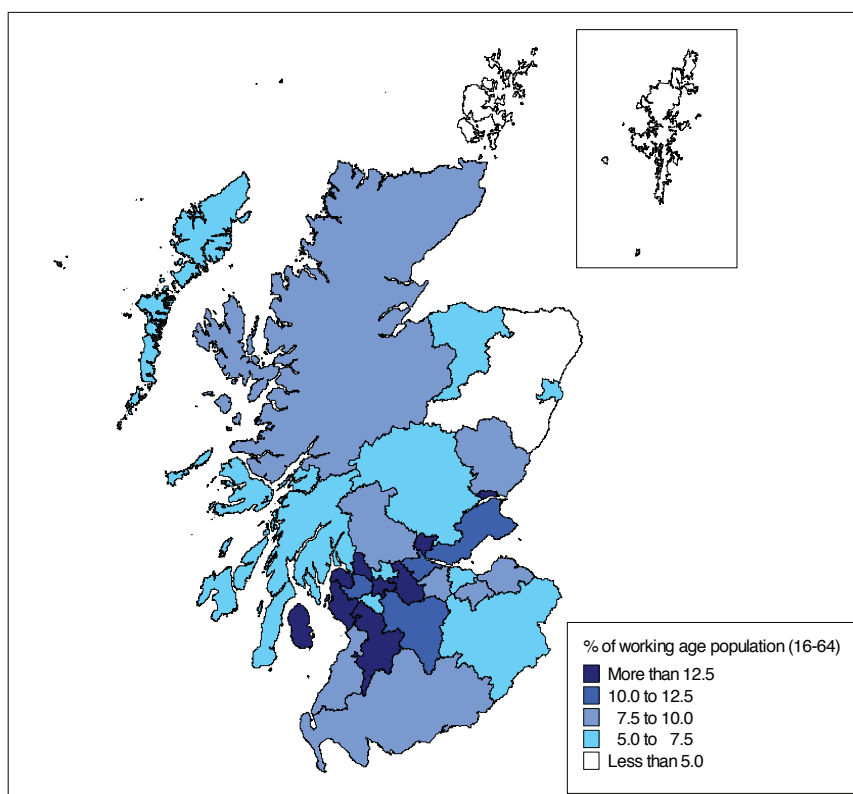 % of working age population (16-64)
More than 12.5
10.0 to 12.5
7.5 to 10.0
5.0 to 7.5
Less than 5.0